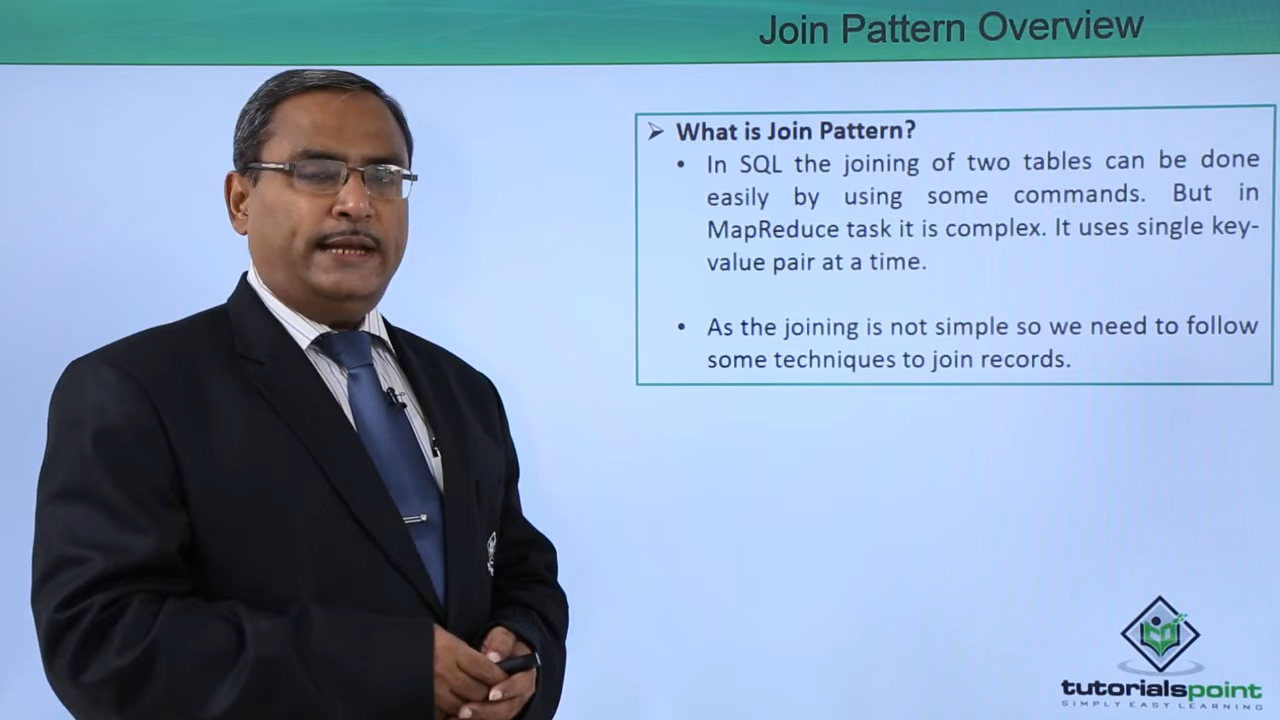 Join Pattern Overview
➢ What is Join Pattern?
• In SQL the joining of two tables can be done
easily by using some commands. But in
MapReduce task it is complex. It uses single key-
value pair at a time.
• As the joining is not simple so we need to follow
some techniques to join records.
tutorialspoint
SIMPLY EASY LEARNING